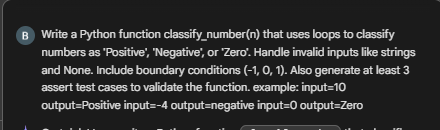 B
Write a Python function classify_number(n) that uses loops to classify
numbers as 'Positive', 'Negative', or 'Zero'. Handle invalid inputs like strings
and None. Include boundary conditions (-1, 0, 1). Also generate at least 3
assert test cases to validate the function. example: input=10
output=Positive input=-4 output=negative input=0 output=Zero